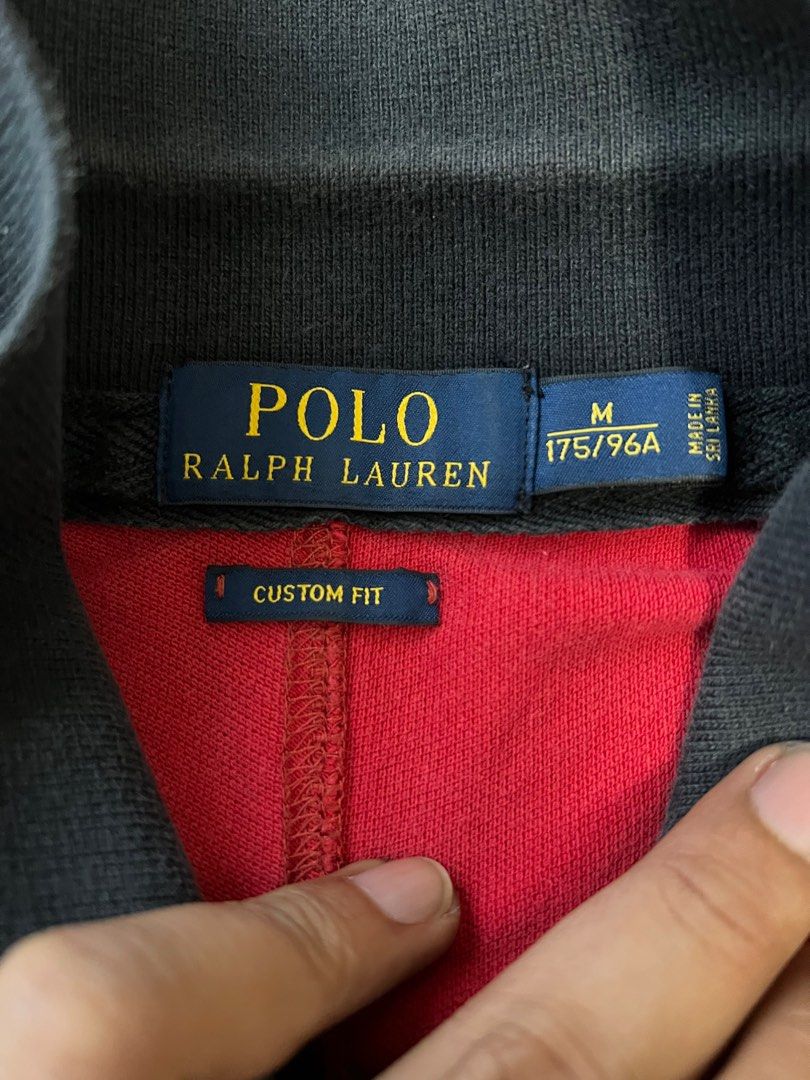 POLO
RALPH LAUREN
M
175/96A
MADE IN
SRI LANKA
CUSTOM FIT